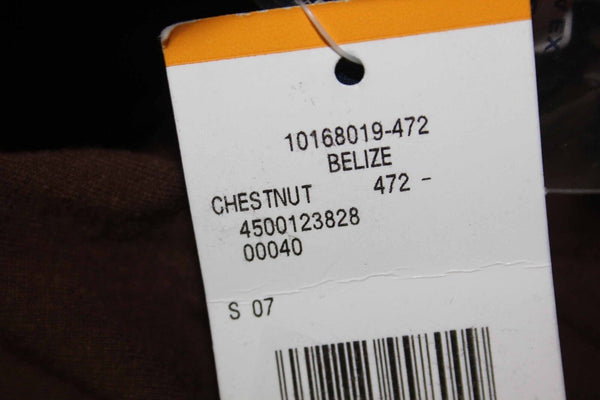 10168019-472
BELIZE
CHESTNUT 472 -
4500123828
00040
S 07